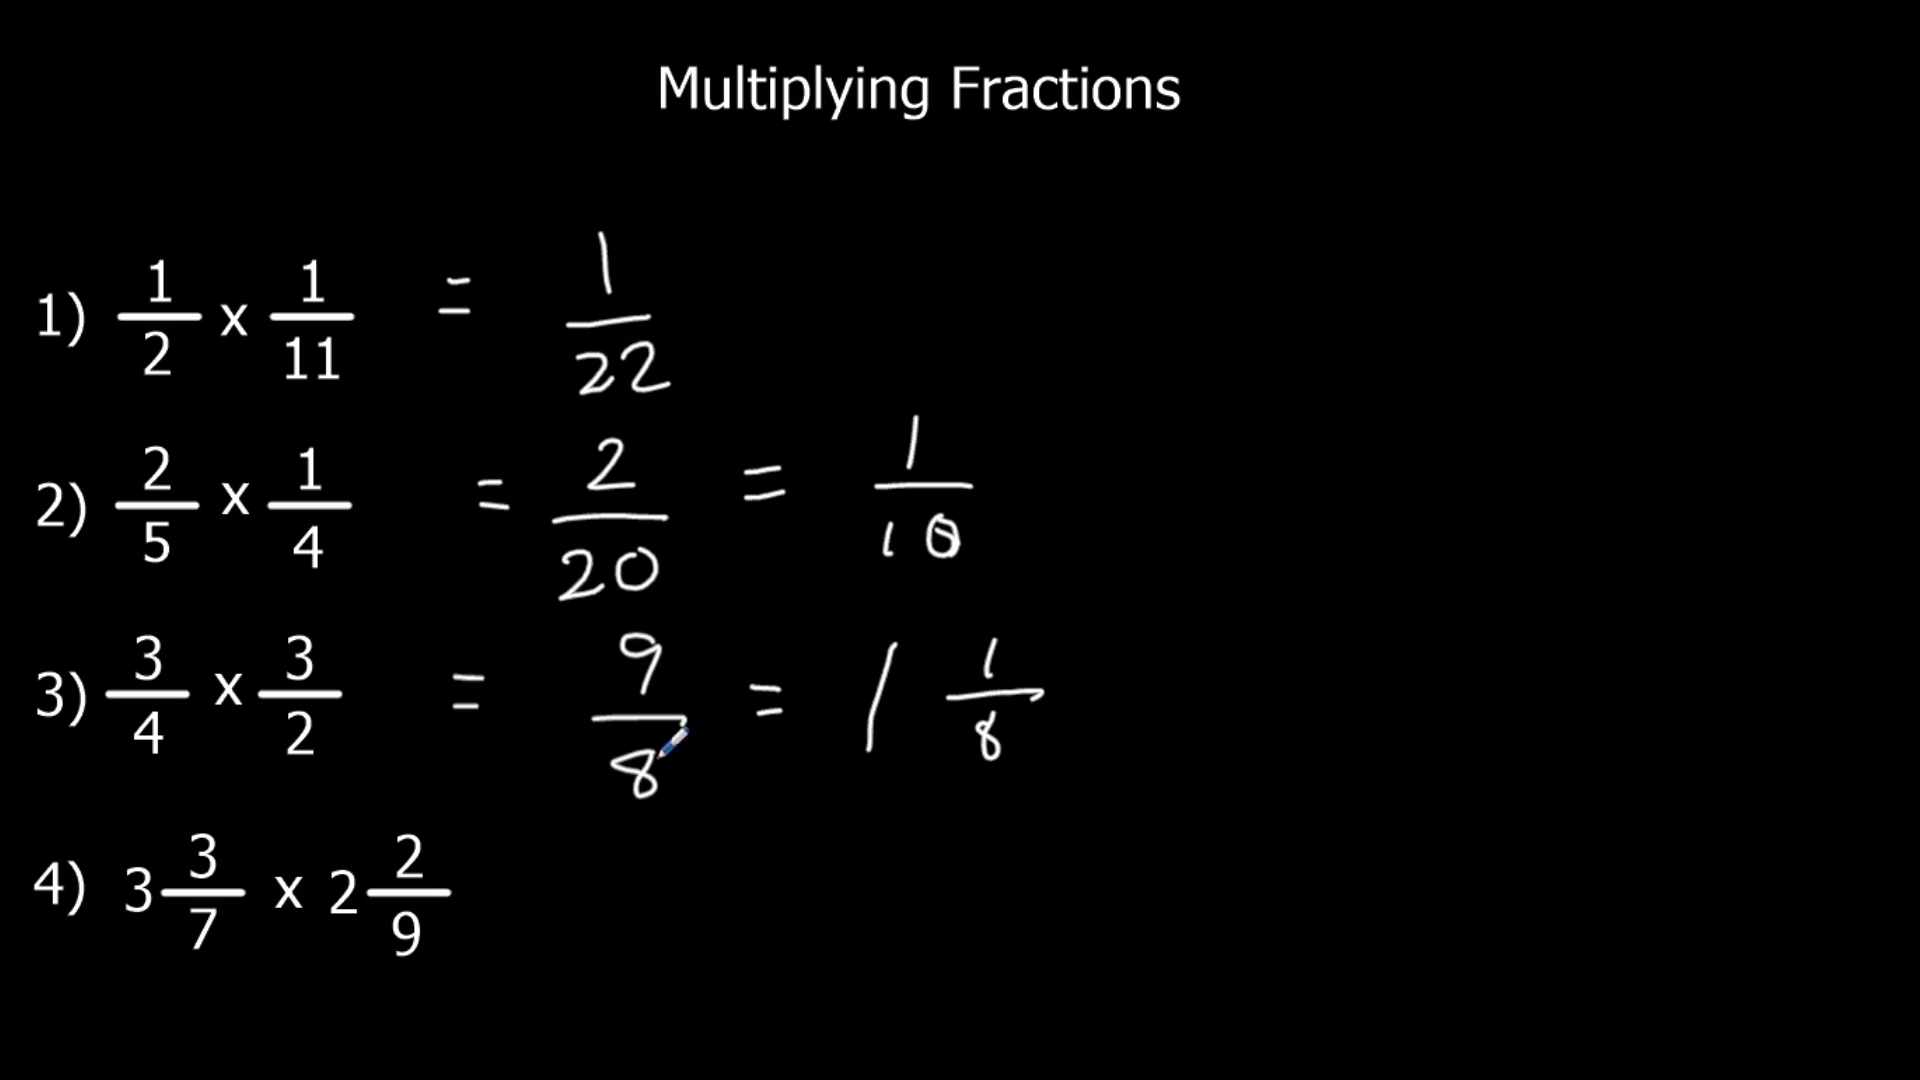 Multiplying Fractions
1) 1/2 x 1/11 = 1/22
2) 2/5 x 1/4 = 2/20 = 1/10
3) 3/4 x 3/2 = 9/8 = 1 1/8
4) 3 3/7 x 2 2/9